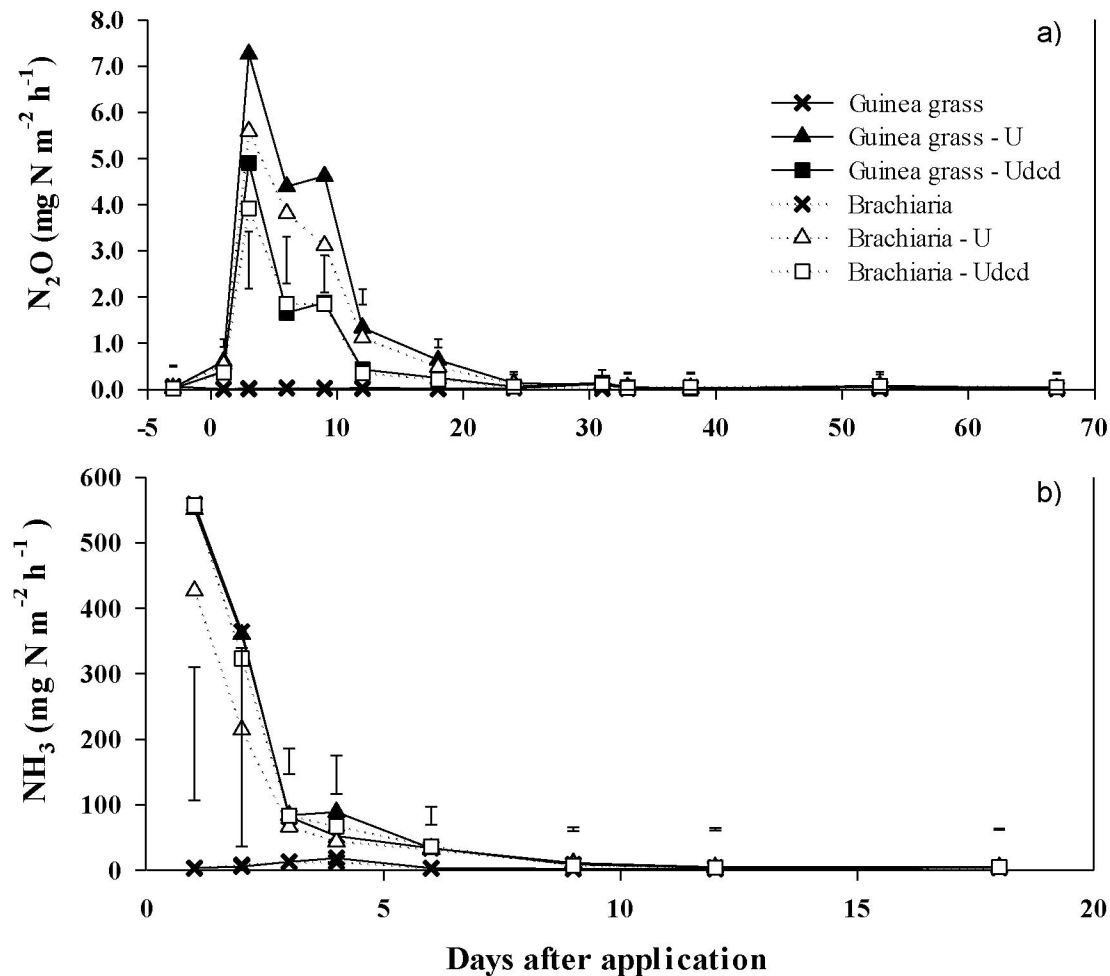 a)
N₂O (mg N m⁻² h⁻¹)
8.0
7.0
6.0
5.0
4.0
3.0
2.0
1.0
0.0
Guinea grass
Guinea grass - U
Guinea grass - Udcd
Brachiaria
Brachiaria - U
Brachiaria - Udcd
-5 0 10 20 30 40 50 60 70
b)
NH₃ (mg N m⁻² h⁻¹)
600
500
400
300
200
100
0
0 5 10 15 20
Days after application